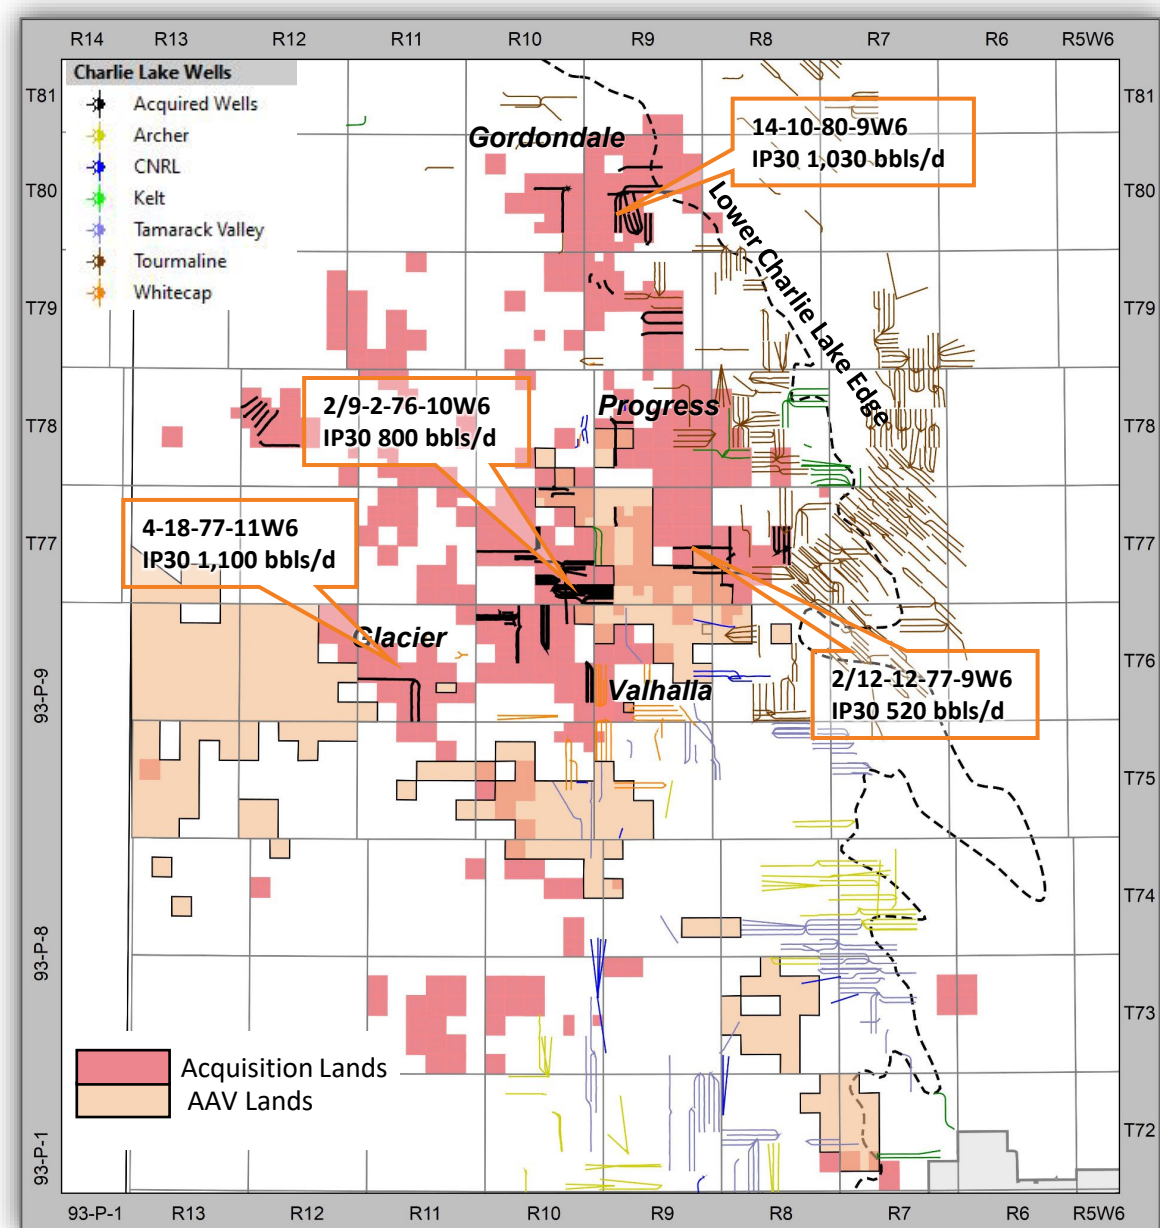 R14 R13 R12 R11 R10 R9 R8 R7 R6 R5W6
Charlie Lake Wells
Acquired Wells
Archer
CNRL
Kelt
Tamarack Valley
Tourmaline
Whitecap
T81
T80
T79
T78
T77
93-P-9
93-P-8
93-P-1
T81
T80
T79
T78
T77
T76
T75
T74
T73
T72
Gordondale
14-10-80-9W6
IP30 1,030 bbls/d
Lower Charlie Lake Edge
2/9-2-76-10W6
IP30 800 bbls/d
Progress
4-18-77-11W6
IP30 1,100 bbls/d
Glacier
Valhalla
2/12-12-77-9W6
IP30 520 bbls/d
Acquisition Lands
AAV Lands
93-P-1 R13 R12 R11 R10 R9 R8 R7 R6 R5W6